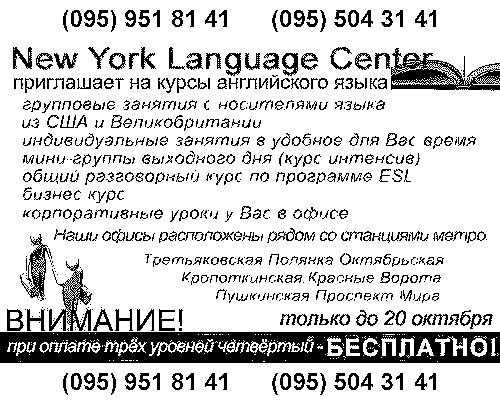 (095) 951 81 41 (095) 504 31 41
New York Language Center
приглашает на курсы английского языка
групповые занятия с носителями языка
из США и Великобритании
индивидуальные занятия в удобное для Вас время
мини-группы выходного дня (курс интенсив)
общий разговорный курс по программе ESL
бизнес курс
корпоративные уроки у Вас в офисе
Наши офисы расположены рядом со станциями метро
Третьяковская Полянка Октябрьская
Кропоткинская, Красные Ворота
Пушкинская Проспект Мира
ВНИМАНИЕ! только до 20 октября
при оплате трёх уровней четвёртый - БЕСПЛАТНО!
(095) 951 81 41 (095) 504 31 41